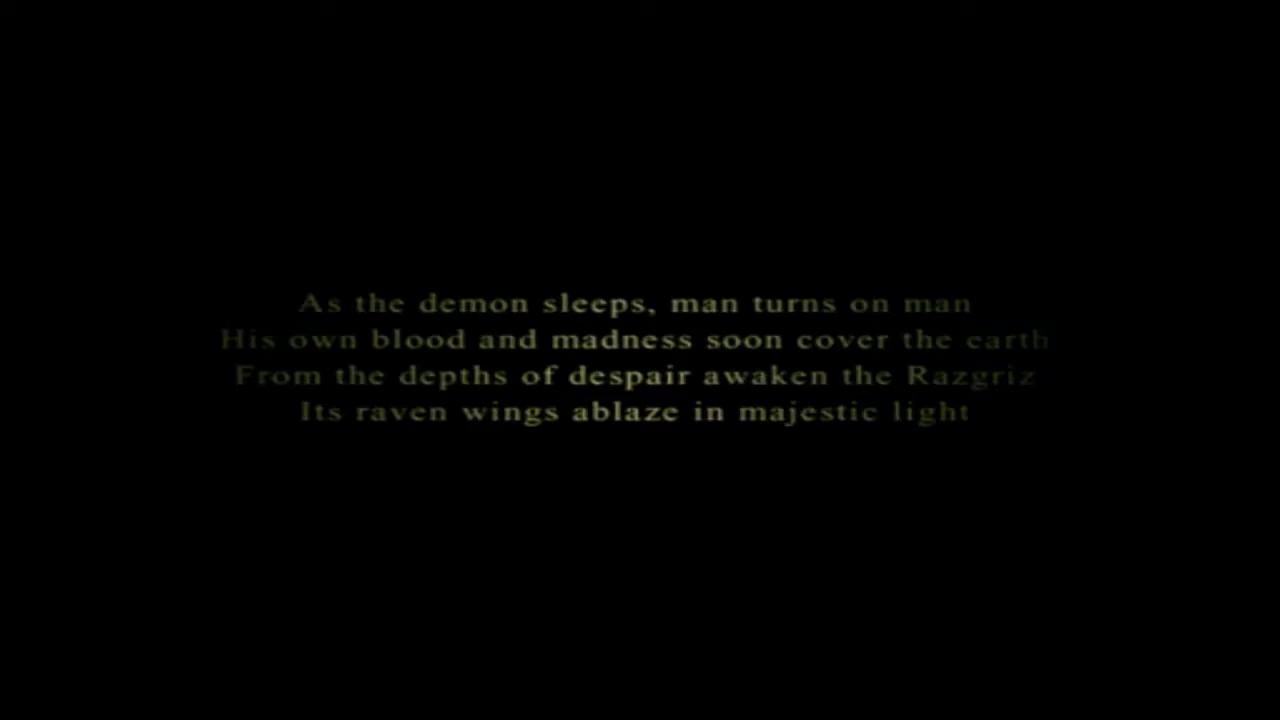 As the demon sleeps, man turns on man
His own blood and madness soon cover the earth
From the depths of despair awaken the Razgriz
Its raven wings ablaze in majestic light